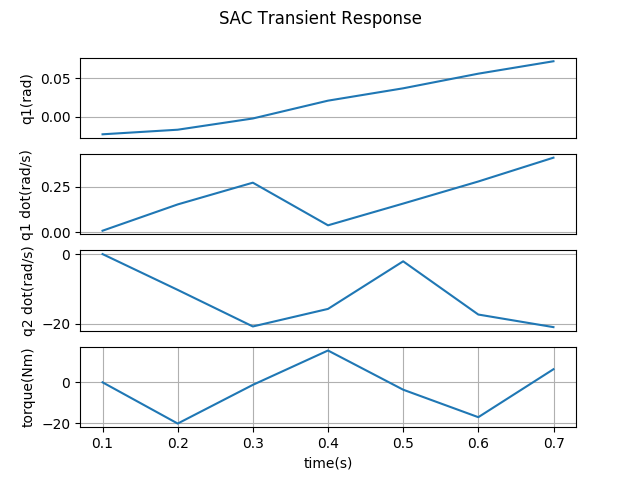 SAC Transient Response
q1(rad)
0.05
0.00
q1 dot(rad/s)
0.25
0.00
q2 dot(rad/s)
0
−20
torque(Nm)
0
−20
0.1 0.2 0.3 0.4 0.5 0.6 0.7
time(s)